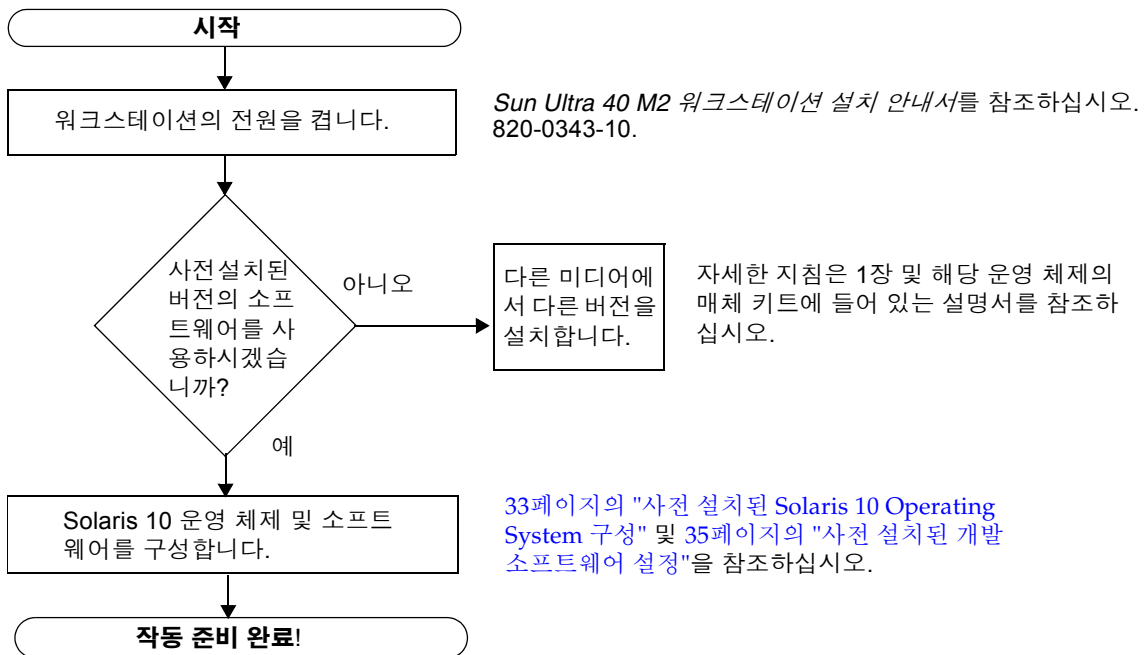 시작
워크스테이션의 전원을 켭니다.
Sun Ultra 40 M2 워크스테이션 설치 안내서를 참조하십시오.
820-0343-10.
사전설치된
버전의 소프
트웨어를 사
용하시겠습
니까?
아니오
다른 미디어에
서 다른 버전을
설치합니다.
자세한 지침은 1장 및 해당 운영 체제의
매체 키트에 들어 있는 설명서를 참조하
십시오.
예
Solaris 10 운영 체제 및 소프트
웨어를 구성합니다.
33페이지의 "사전 설치된 Solaris 10 Operating
System 구성" 및 35페이지의 "사전 설치된 개발
소프트웨어 설정"을 참조하십시오.
작동 준비 완료!